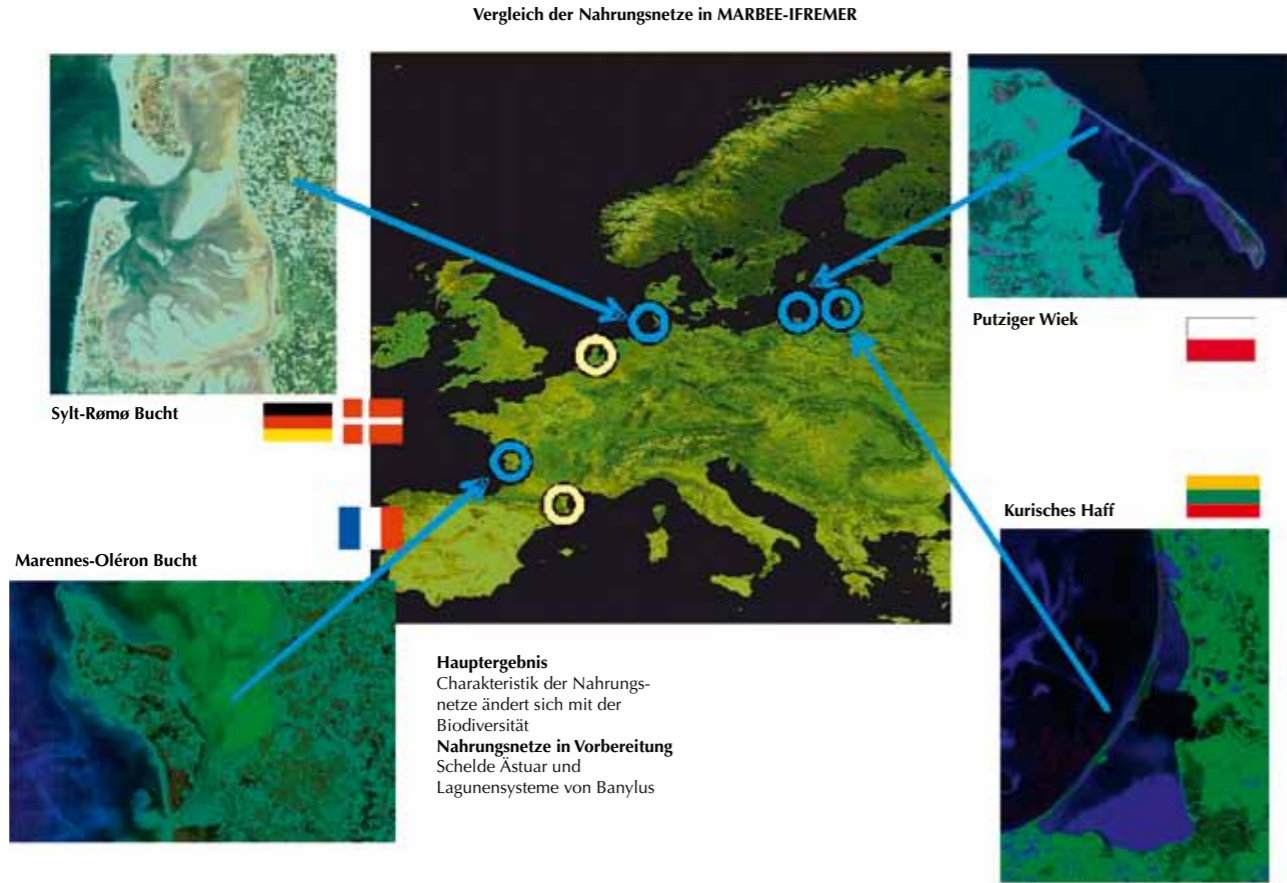 Vergleich der Nahrungsnetze in MARBEE-IFREMER
Sylt-Rømø Bucht
Putziger Wiek
Marennes-Oléron Bucht
Kurisches Haff
Hauptergebnis
Charakteristik der Nahrungs-
netze ändert sich mit der
Biodiversität
Nahrungsnetze in Vorbereitung
Schelde Ästuar und
Lagunensysteme von Banylus